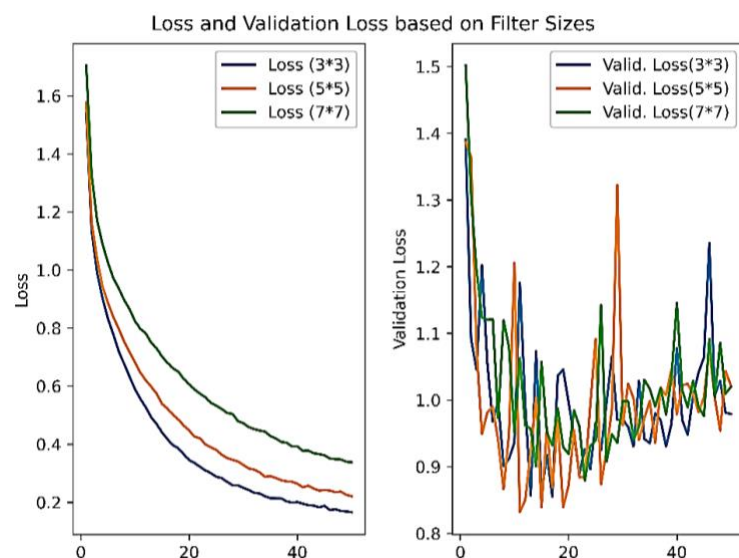 Loss and Validation Loss based on Filter Sizes
Loss (3*3)
Loss (5*5)
Loss (7*7)
1.6
1.4
1.2
1.0
0.8
0.6
0.4
0.2
Loss
0
20
40
Valid. Loss(3*3)
Valid. Loss(5*5)
Valid. Loss(7*7)
1.5
1.4
1.3
1.2
1.1
1.0
0.9
0.8
Validation Loss
0
20
40